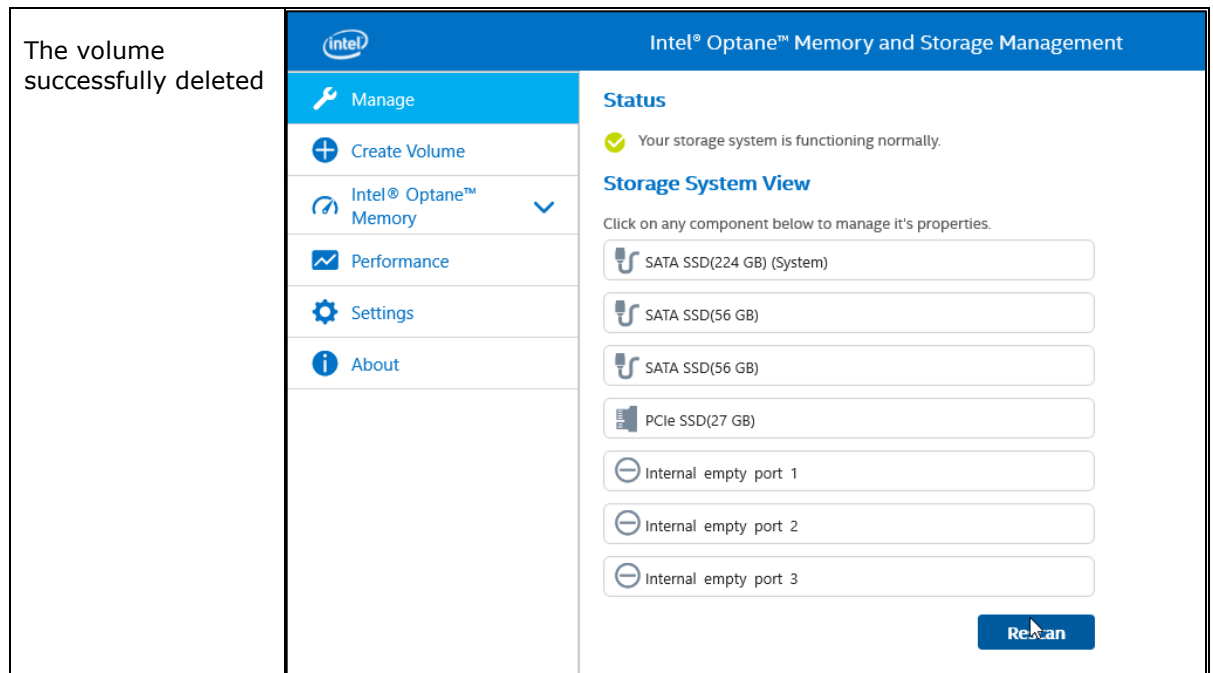 The volume
successfully deleted
intel
Intel® Optane™ Memory and Storage Management
Manage
Create Volume
Intel® Optane™
Memory
Performance
Settings
About
Status
Your storage system is functioning normally.
Storage System View
Click on any component below to manage it's properties.
SATA SSD(224 GB) (System)
SATA SSD(56 GB)
SATA SSD(56 GB)
PCIe SSD(27 GB)
Internal empty port 1
Internal empty port 2
Internal empty port 3
Rescan